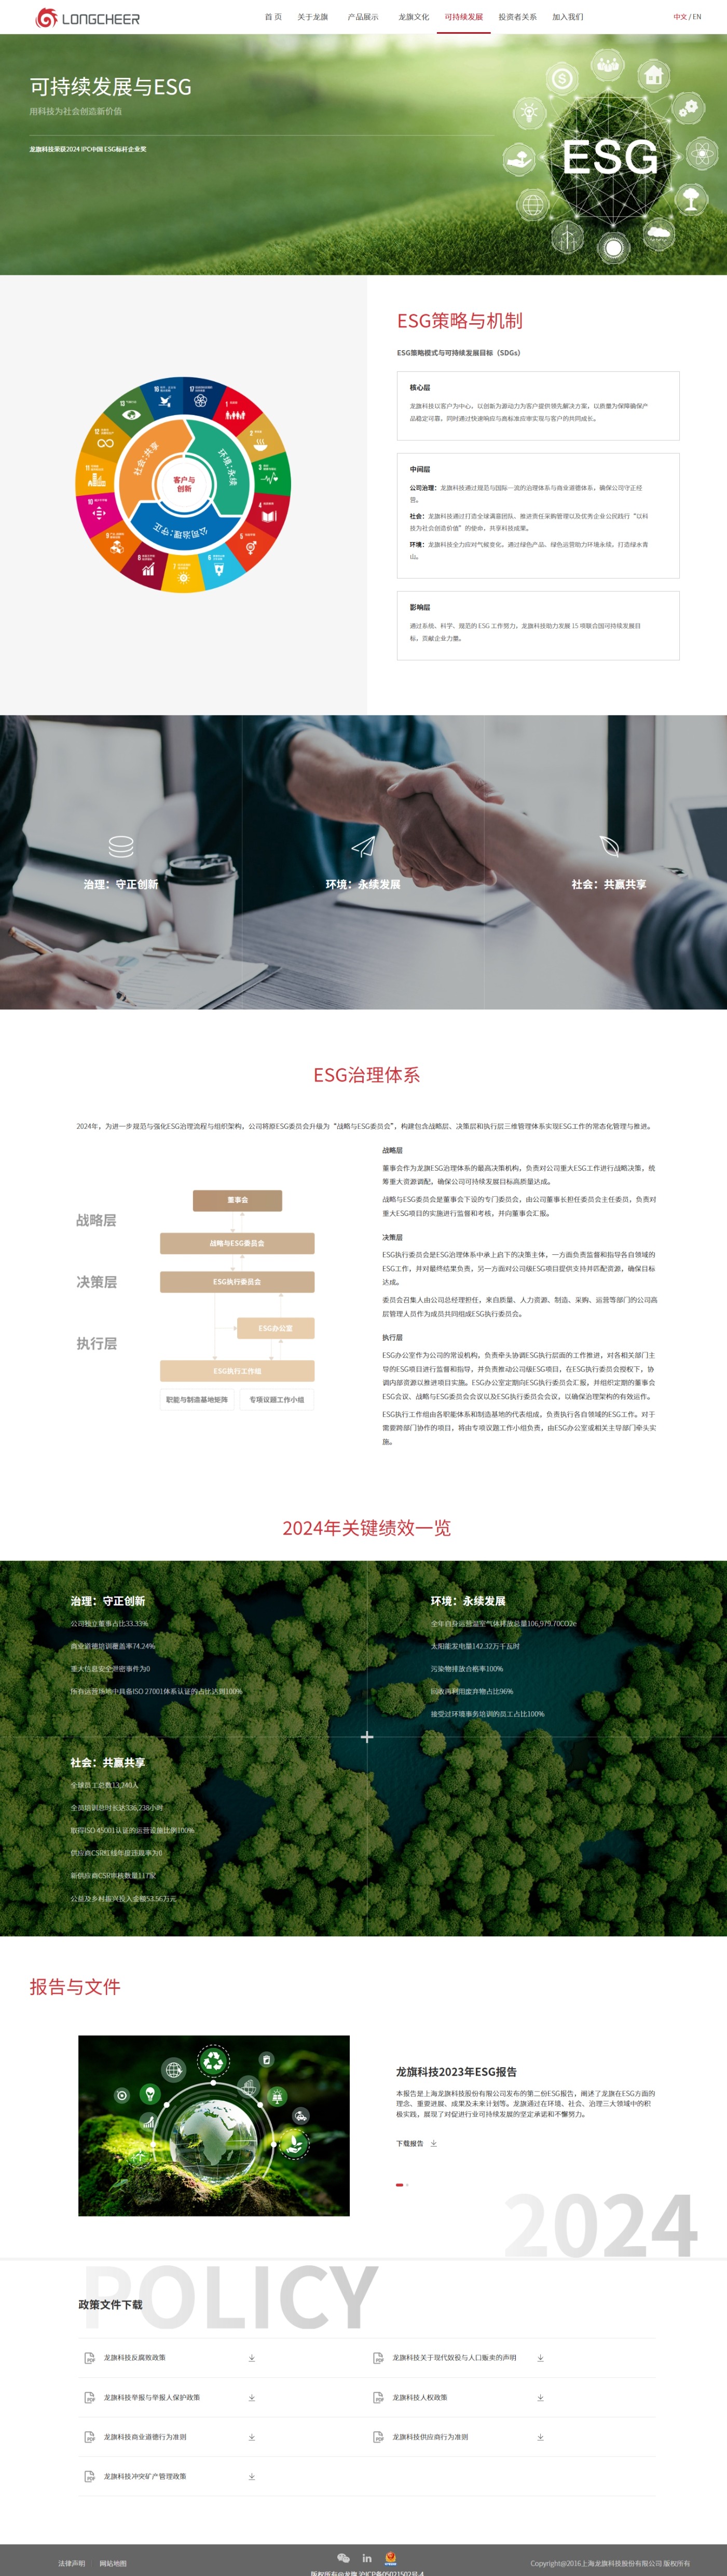 LONGCHEER
首 页
关于龙旗
产品展示
龙旗文化
可持续发展
投资者关系
加入我们
中文 / EN
可持续发展与ESG
用科技为社会创造新价值
龙旗科技荣获2024 IPC中国 ESG标杆企业奖
ESG
社会:共享
环境:永续
公司治理:守正
客户与
创新
ESG策略与机制
ESG策略模式与可持续发展目标（SDGs）
核心层
龙旗科技以客户为中心，以创新为源动力为客户提供领先解决方案，以质量为保障确保产
品稳定可靠，同时通过快速响应与高标准应审实现与客户的共同成长。
中间层
公司治理：龙旗科技通过规范与国际一流的治理体系与商业道德体系，确保公司守正经
营。
社会：龙旗科技通过打造全球满意团队、推进责任采购管理以及优秀企业公民践行“以科
技为社会创造价值”的使命，共享科技成果。
环境：龙旗科技全力应对气候变化，通过绿色产品、绿色运营助力环境永续，打造绿水青
山。
影响层
通过系统、科学、规范的 ESG 工作努力，龙旗科技助力发展 15 项联合国可持续发展目
标，贡献企业力量。
治理：守正创新
环境：永续发展
社会：共赢共享
ESG治理体系
2024年，为进一步规范与强化ESG治理流程与组织架构，公司将原ESG委员会升级为“战略与ESG委员会”，构建包含战略层、决策层和执行层三维管理体系实现ESG工作的常态化管理与推进。
战略层
决策层
执行层
董事会
战略与ESG委员会
ESG执行委员会
ESG办公室
ESG执行工作组
职能与制造基地矩阵
专项议题工作小组
战略层
董事会作为龙旗ESG治理体系的最高决策机构，负责对公司重大ESG工作进行战略决策，统
筹重大资源调配，确保公司可持续发展目标高质量达成。
战略与ESG委员会是董事会下设的专门委员会，由公司董事长担任委员会主任委员，负责对
重大ESG项目的实施进行监督和考核，并向董事会汇报。
决策层
ESG执行委员会是ESG治理体系中承上启下的决策主体，一方面负责监督和指导各自领域的
ESG工作，并对最终结果负责，另一方面对公司级ESG项目提供支持并匹配资源，确保目标
达成。
委员会召集人由公司总经理担任，来自质量、人力资源、制造、采购、运营等部门的公司高
层管理人员作为成员共同组成ESG执行委员会。
执行层
ESG办公室作为公司的常设机构，负责牵头协调ESG执行层面的工作推进，对各相关部门主
导的ESG项目进行监督和指导，并负责推动公司级ESG项目，在ESG执行委员会授权下，协
调内部资源以推进项目实施。ESG办公室定期向ESG执行委员会汇报，并组织定期的董事会
ESG会议、战略与ESG委员会会议以及ESG执行委员会会议，以确保治理架构的有效运作。
ESG执行工作组由各职能体系和制造基地的代表组成，负责执行各自领域的ESG工作。对于
需要跨部门协作的项目，将由专项议题工作小组负责，由ESG办公室或相关主导部门牵头实
施。
2024年关键绩效一览
治理：守正创新
公司独立董事占比33.33%
商业道德培训覆盖率74.24%
重大信息安全泄密事件为0
所有运营场地中具备ISO 27001体系认证的占比达到100%
环境：永续发展
全年自身运营温室气体排放总量106,979.70CO2e
太阳能发电量142.32万千瓦时
污染物排放合格率100%
回收再利用废弃物占比96%
接受过环境事务培训的员工占比100%
社会：共赢共享
全球员工总数13,240人
全员培训总时长达336,238小时
取得ISO 45001认证的运营设施比例100%
供应商CSR红线年度违规率为0
新供应商CSR审核数量117家
公益及乡村振兴投入金额53.56万元
报告与文件
龙旗科技2023年ESG报告
本报告是上海龙旗科技股份有限公司发布的第二份ESG报告，阐述了龙旗在ESG方面的
理念、重要进展、成果及未来计划等。龙旗通过在环境、社会、治理三大领域中的积
极实践，展现了对促进行业可持续发展的坚定承诺和不懈努力。
下载报告
2024
POLICY
政策文件下载
龙旗科技反腐败政策
龙旗科技关于现代奴役与人口贩卖的声明
龙旗科技举报与举报人保护政策
龙旗科技人权政策
龙旗科技商业道德行为准则
龙旗科技供应商行为准则
龙旗科技冲突矿产管理政策
法律声明
网站地图
Copyright@2016上海龙旗科技股份有限公司 版权所有
版权所有@龙旗 沪ICP备05021502号-4